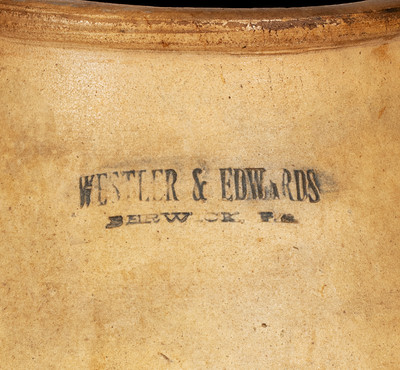 WESTLER & EDWARDS
BERWICK, PA